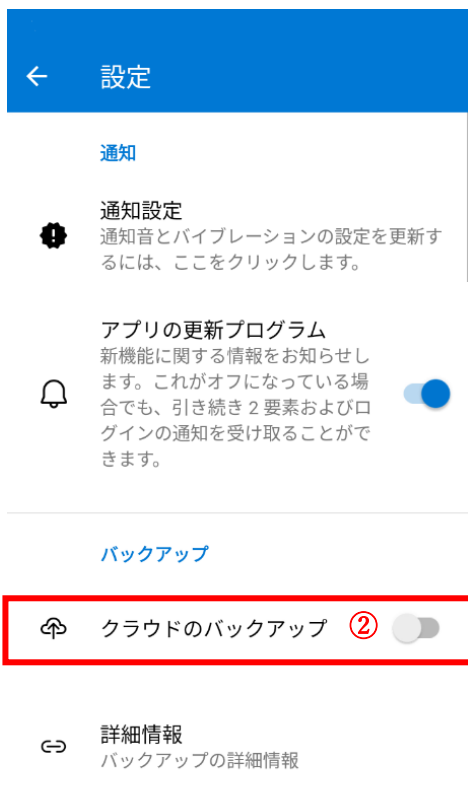 設定
通知
通知設定
通知音とバイブレーションの設定を更新す
るには、ここをクリックします。
アプリの更新プログラム
新機能に関する情報をお知らせし
ます。これがオフになっている場
合でも、引き続き 2 要素およびロ
グインの通知を受け取ることがで
きます。
バックアップ
クラウドのバックアップ ②
詳細情報
バックアップの詳細情報